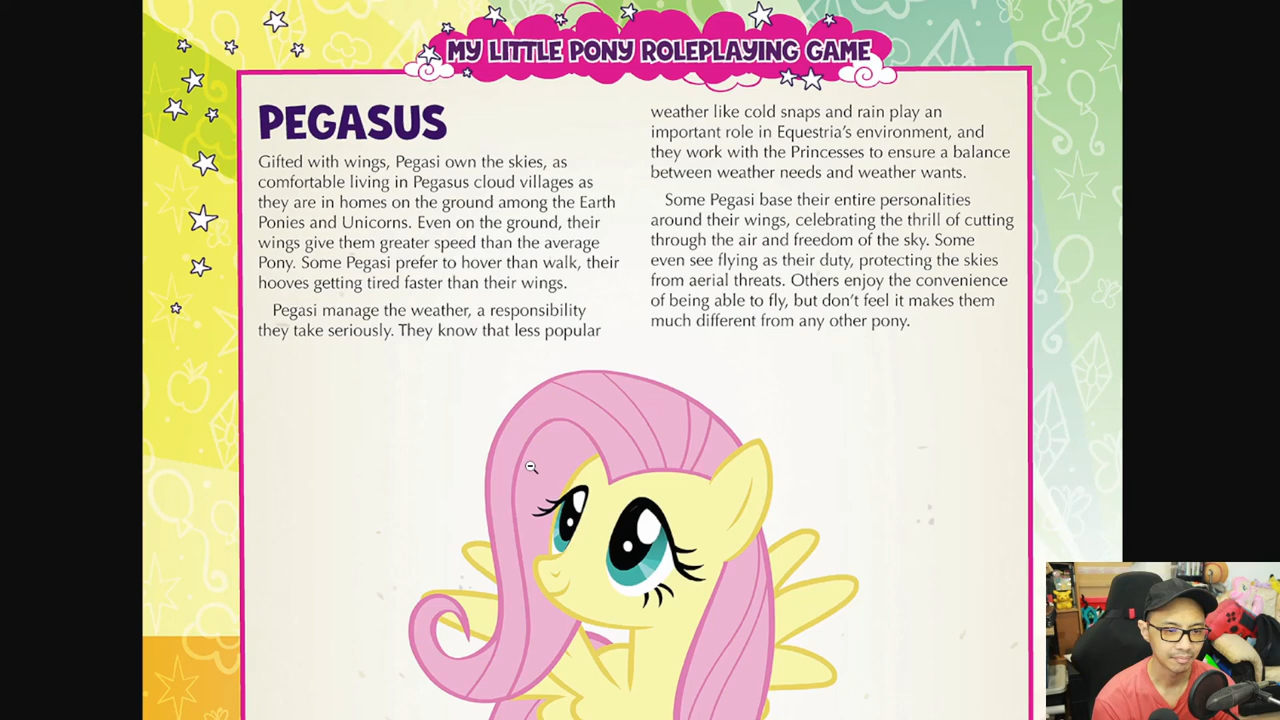 MY LITTLE PONY ROLEPLAYING GAME
PEGASUS
Gifted with wings, Pegasi own the skies, as
comfortable living in Pegasus cloud villages as
they are in homes on the ground among the Earth
Ponies and Unicorns. Even on the ground, their
wings give them greater speed than the average
Pony. Some Pegasi prefer to hover than walk, their
hooves getting tired faster than their wings.
Pegasi manage the weather, a responsibility
they take seriously. They know that less popular
weather like cold snaps and rain play an
important role in Equestria's environment, and
they work with the Princesses to ensure a balance
between weather needs and weather wants.
Some Pegasi base their entire personalities
around their wings, celebrating the thrill of cutting
through the air and freedom of the sky. Some
even see flying as their duty, protecting the skies
from aerial threats. Others enjoy the convenience
of being able to fly, but don't feel it makes them
much different from any other pony.